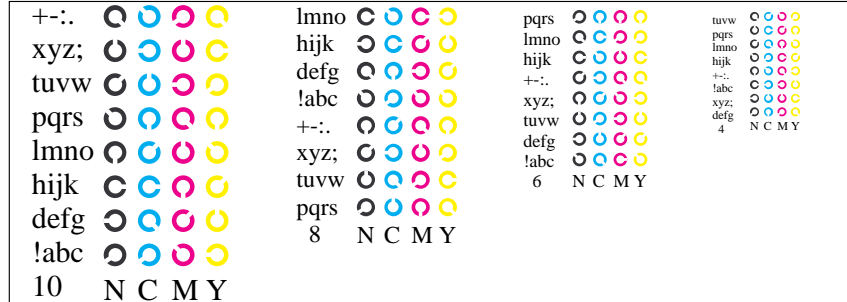 +-:.
xyz;
tuvw
pqrs
lmno
hijk
defg
!abc
10 N C M Y
lmno
hijk
defg
!abc
+-:.
xyz;
tuvw
pqrs
8 N C M Y
pqrs
lmno
hijk
+-:.
xyz;
tuvw
defg
!abc
6 N C M Y
tuvw
pqrs
lmno
hijk
+-:.
!abc
xyz;
defg
4 N C M Y